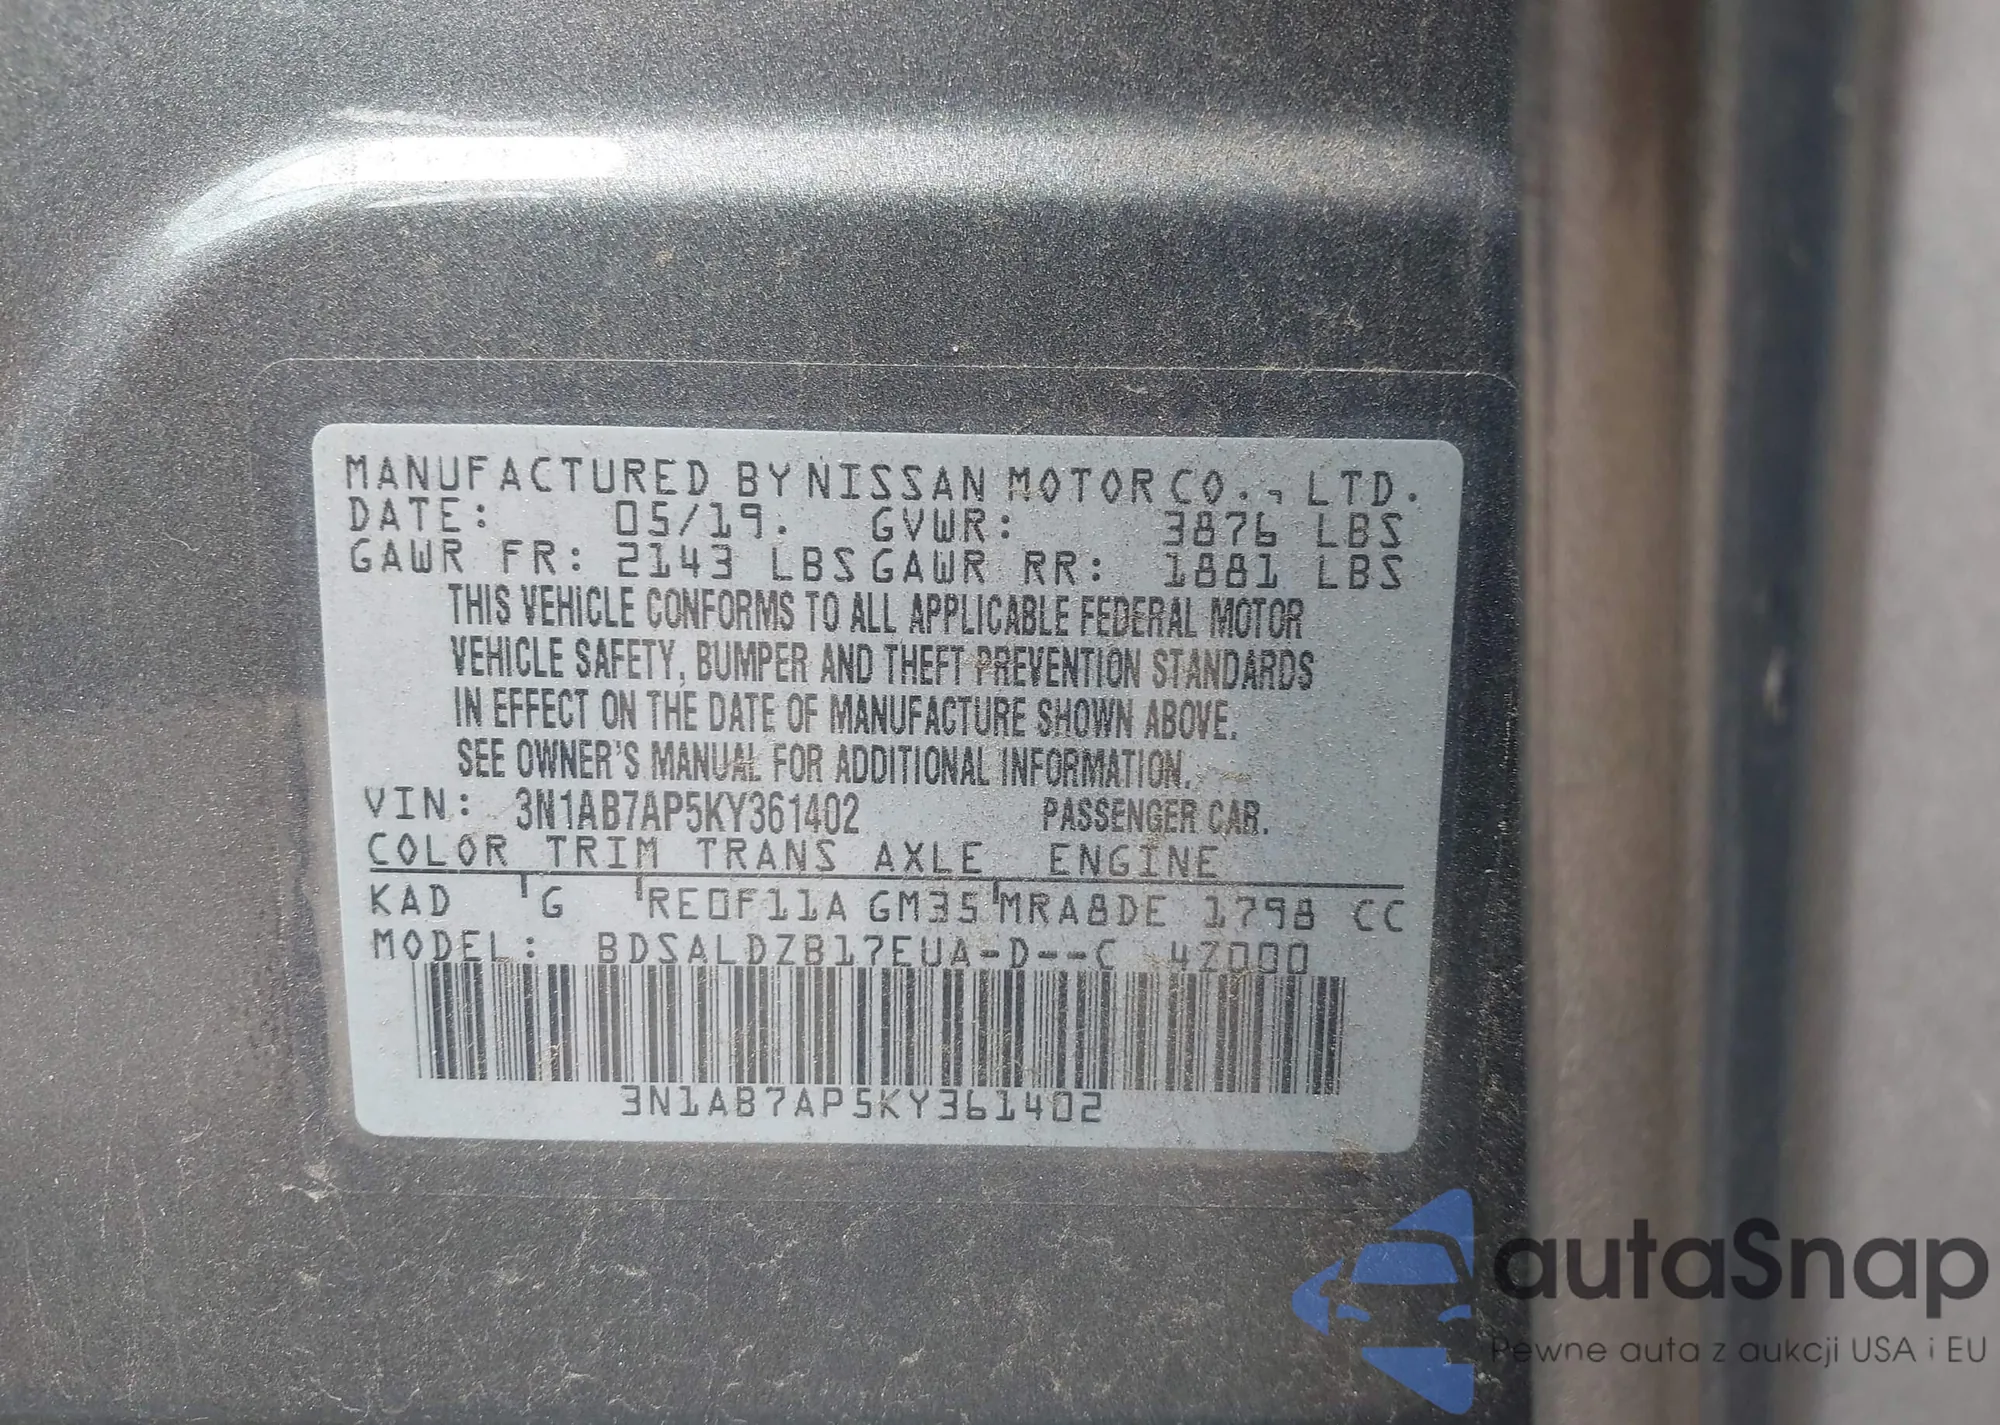 MANUFACTURED BY NISSAN MOTOR CO., LTD.
DATE: 05/19. GVWR: 3876 LBS
GAWR FR: 2143 LBS GAWR RR: 1881 LBS
THIS VEHICLE CONFORMS TO ALL APPLICABLE FEDERAL MOTOR
VEHICLE SAFETY, BUMPER AND THEFT PREVENTION STANDARDS
IN EFFECT ON THE DATE OF MANUFACTURE SHOWN ABOVE.
SEE OWNER'S MANUAL FOR ADDITIONAL INFORMATION.
VIN: 3N1AB7AP5KY361402 PASSENGER CAR.
COLOR TRIM TRANS AXLE ENGINE
KAD G RE0F11A GM35 MRA8DE 1798 CC
MODEL: BDSALDZB17EUA-D--C 4Z000
3N1AB7AP5KY361402
autaSnap
Pewne auta z aukcji USA i EU